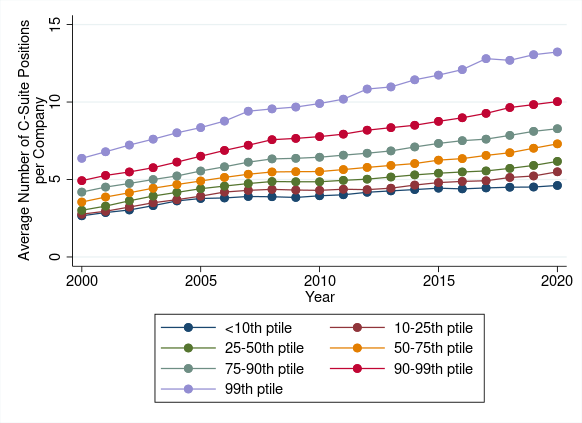 Average Number of C-Suite Positions
per Company
15
10
5
0
2000 2005 2010 2015 2020
Year
<10th ptile 10-25th ptile
25-50th ptile 50-75th ptile
75-90th ptile 90-99th ptile
99th ptile